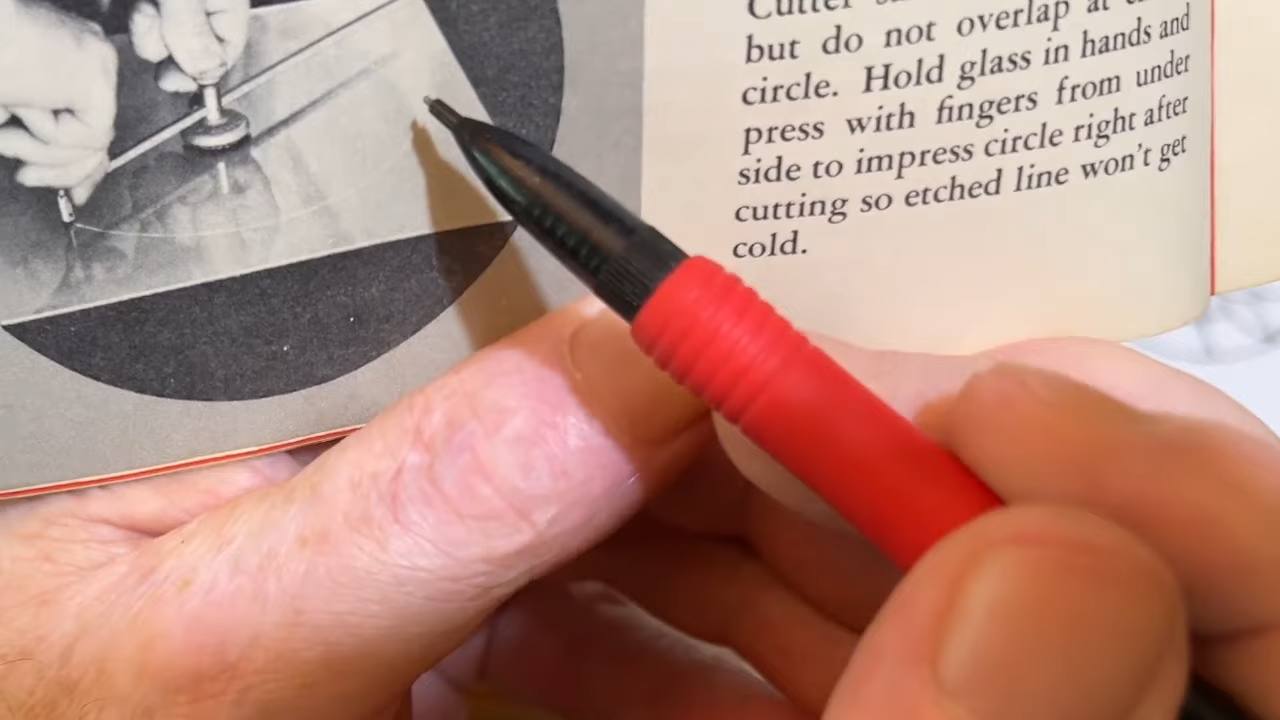 Cutter
but do not overlap at
circle. Hold glass in hands and
press with fingers from under
side to impress circle right after
cutting so etched line won't get
cold.